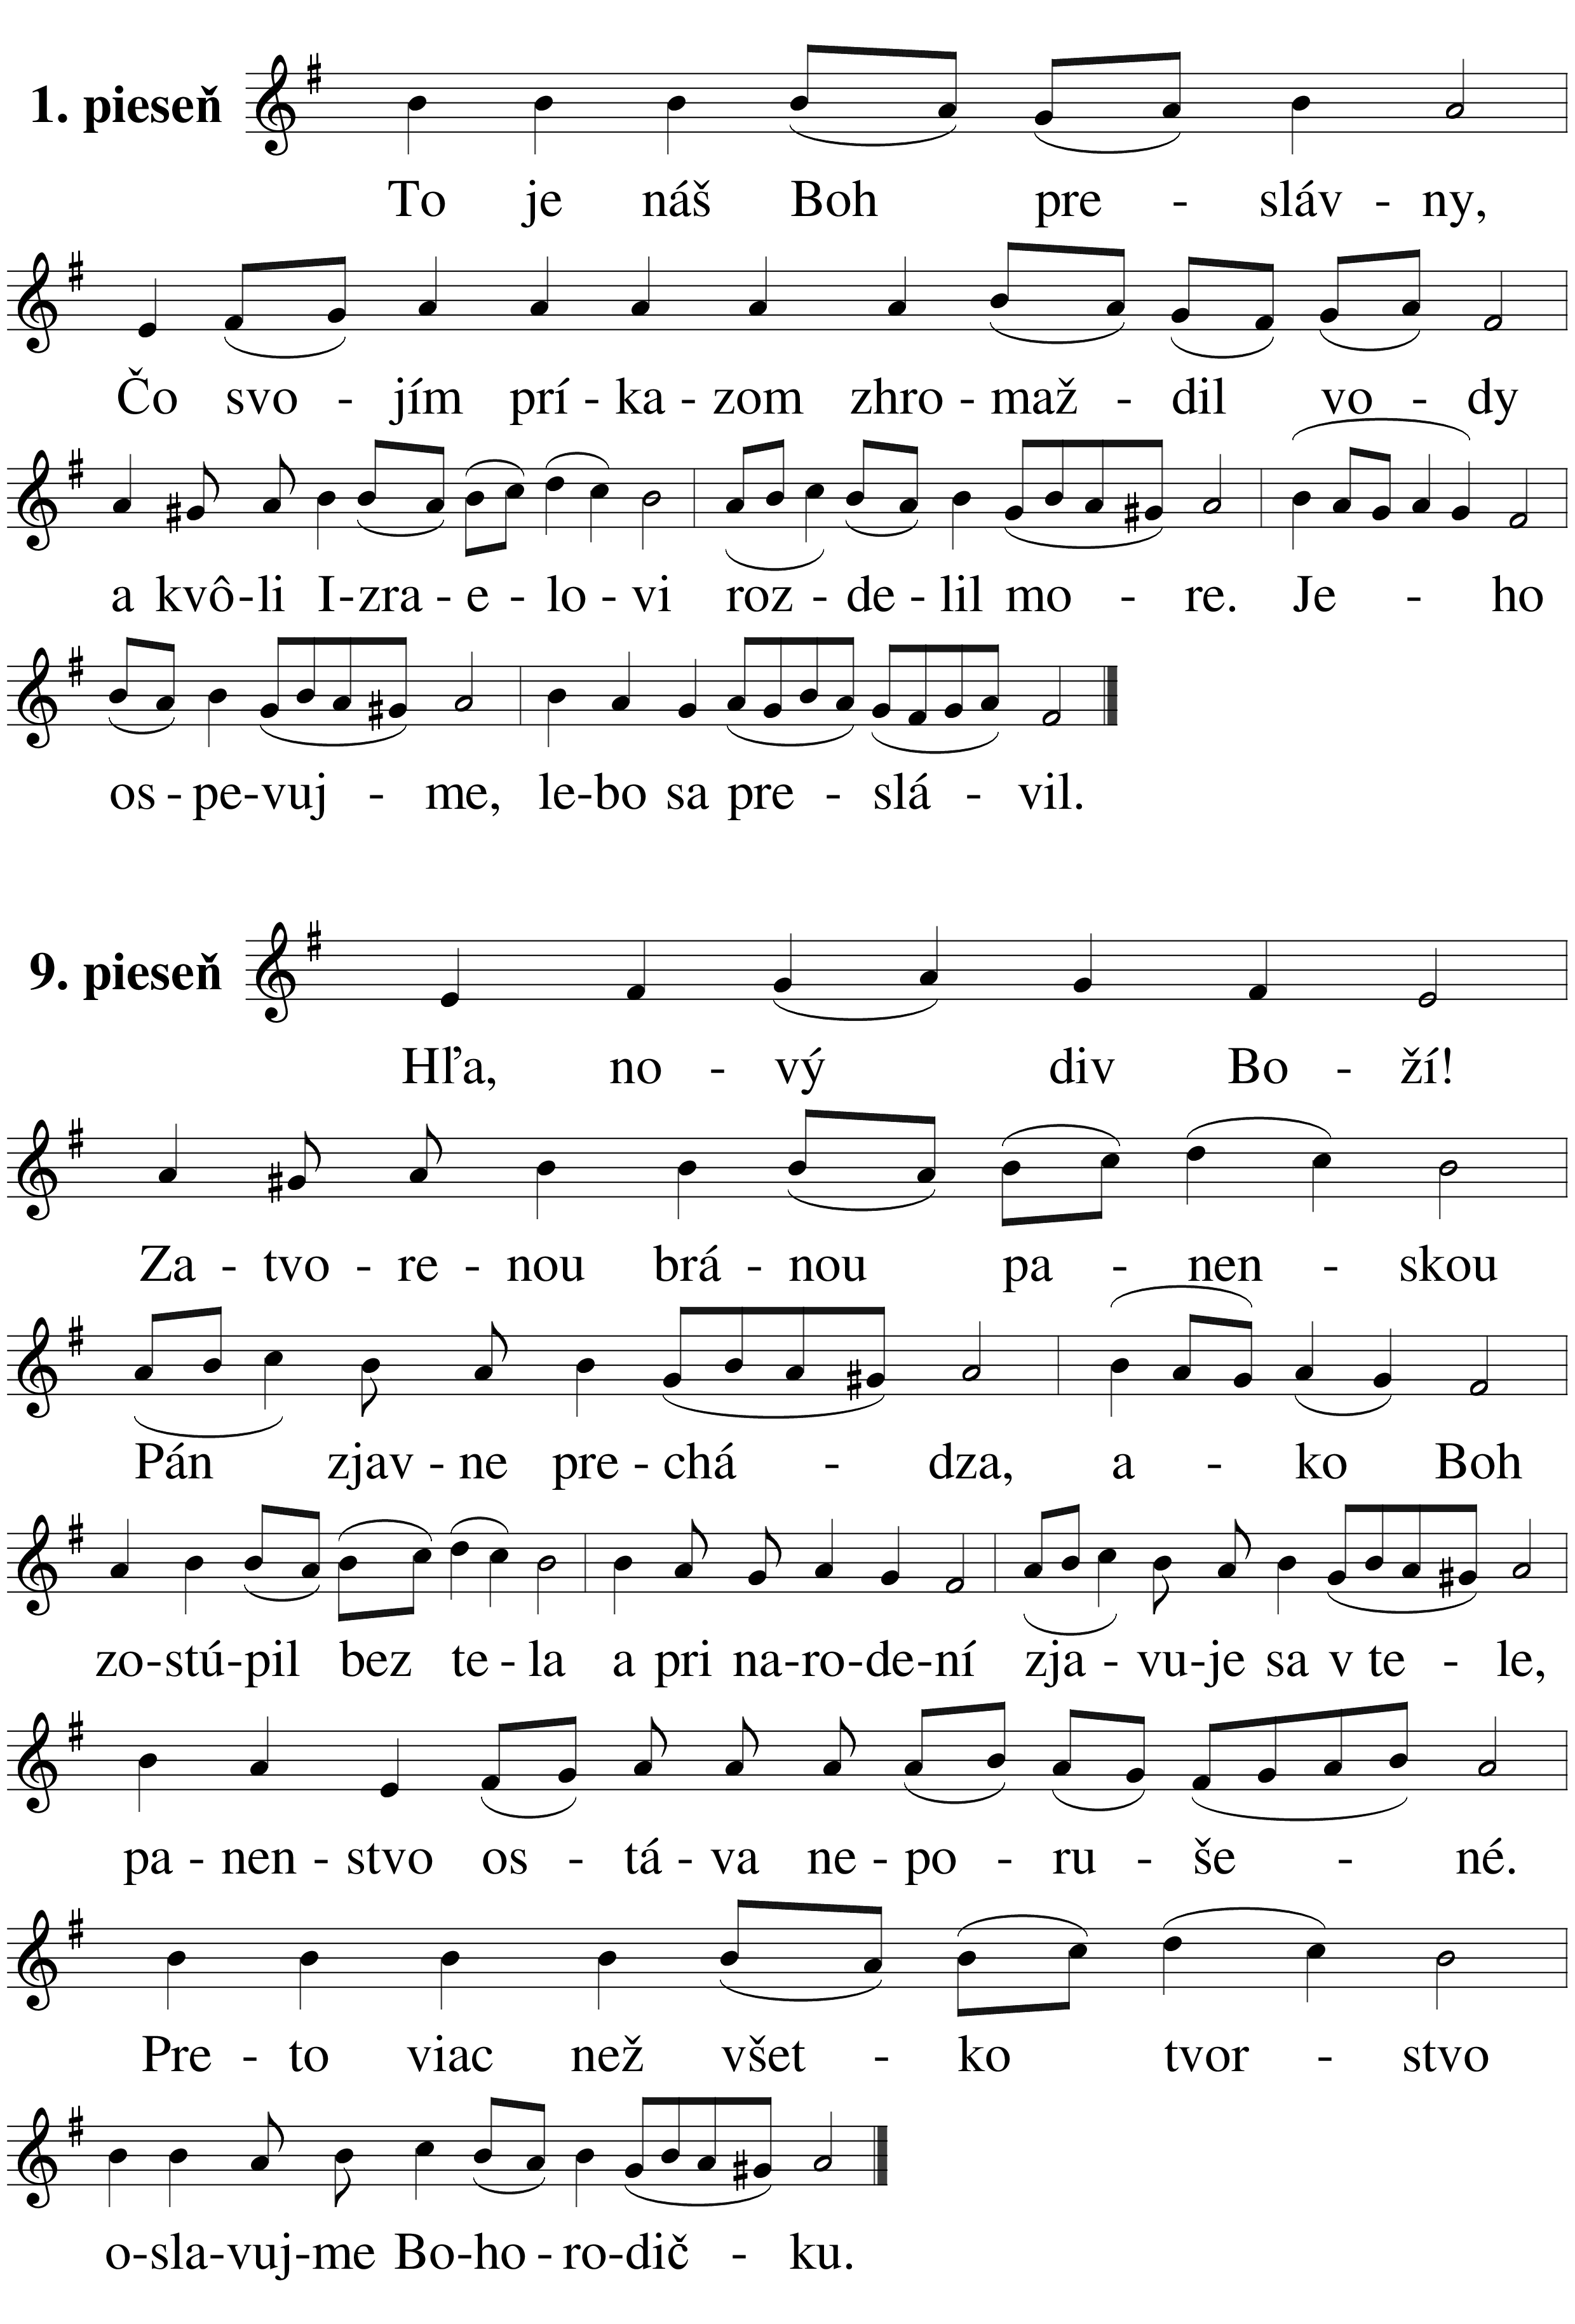 1. pieseň
To je náš Boh pre - sláv - ny,
Čo svo - jím prí - ka - zom zhro - maž - dil vo - dy
a kvô-li I-zra - e - lo - vi roz - de - lil mo - re. Je - ho
os - pe-vuj - me, le-bo sa pre - slá - vil.
9. pieseň
Hľa, no - vý div Bo - ží!
Za - tvo - re - nou brá - nou pa - nen - skou
Pán zjav - ne pre - chá - dza, a - ko Boh
zo-stú-pil bez te - la a pri na-ro-de-ní zja - vu-je sa v te - le,
pa - nen - stvo os - tá - va ne - po - ru - še - né.
Pre - to viac než všet - ko tvor - stvo
o-sla-vuj-me Bo-ho - ro-dič - ku.